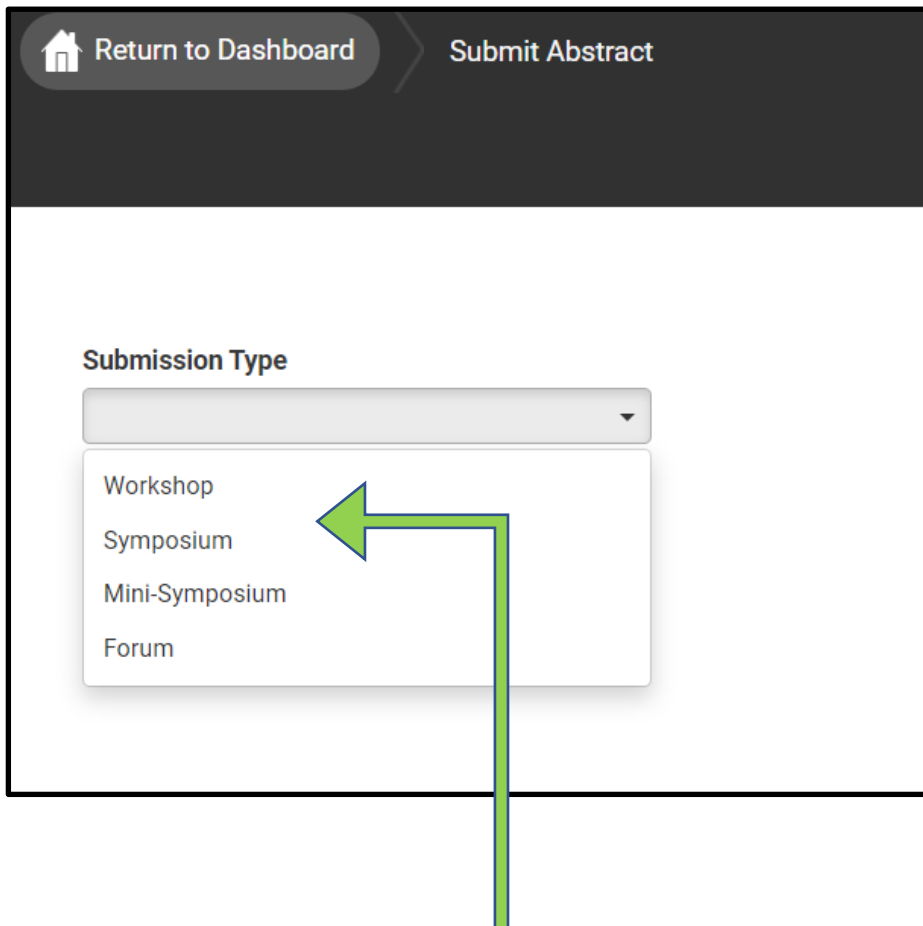 Return to Dashboard Submit Abstract
Submission Type
Workshop
Symposium
Mini-Symposium
Forum